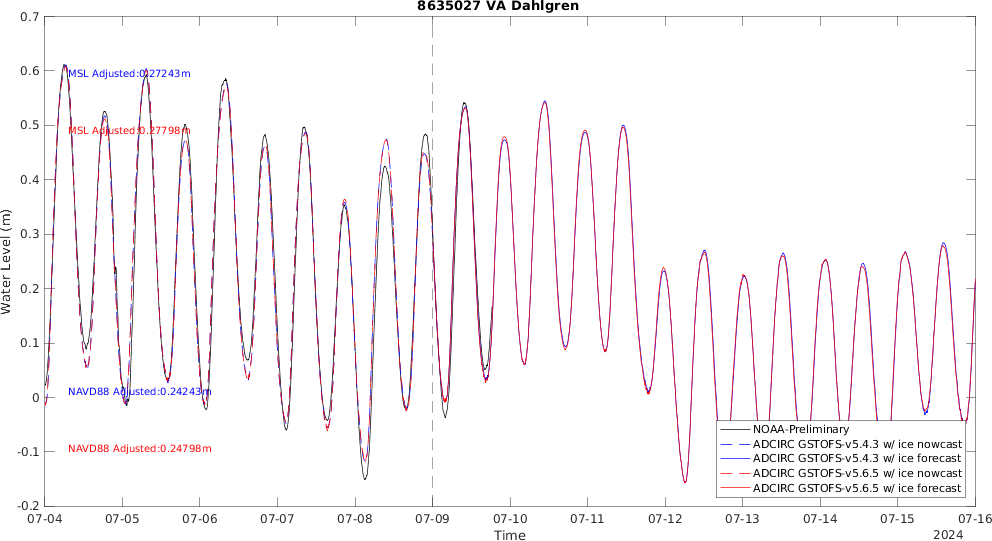 8635027 VA Dahlgren
0.7
0.6
0.5
0.4
0.3
0.2
0.1
0
-0.1
-0.2
Water Level (m)
MSL Adjusted:0.27243m
MSL Adjusted:0.27798m
NAVD88 Adjusted:0.24243m
NAVD88 Adjusted:0.24798m
NOAA-Preliminary
ADCIRC GSTOFS-v5.4.3 w/ ice nowcast
ADCIRC GSTOFS-v5.4.3 w/ ice forecast
ADCIRC GSTOFS-v5.6.5 w/ ice nowcast
ADCIRC GSTOFS-v5.6.5 w/ ice forecast
07-04 07-05 07-06 07-07 07-08 07-09 07-10 07-11 07-12 07-13 07-14 07-15 07-16
Time
2024